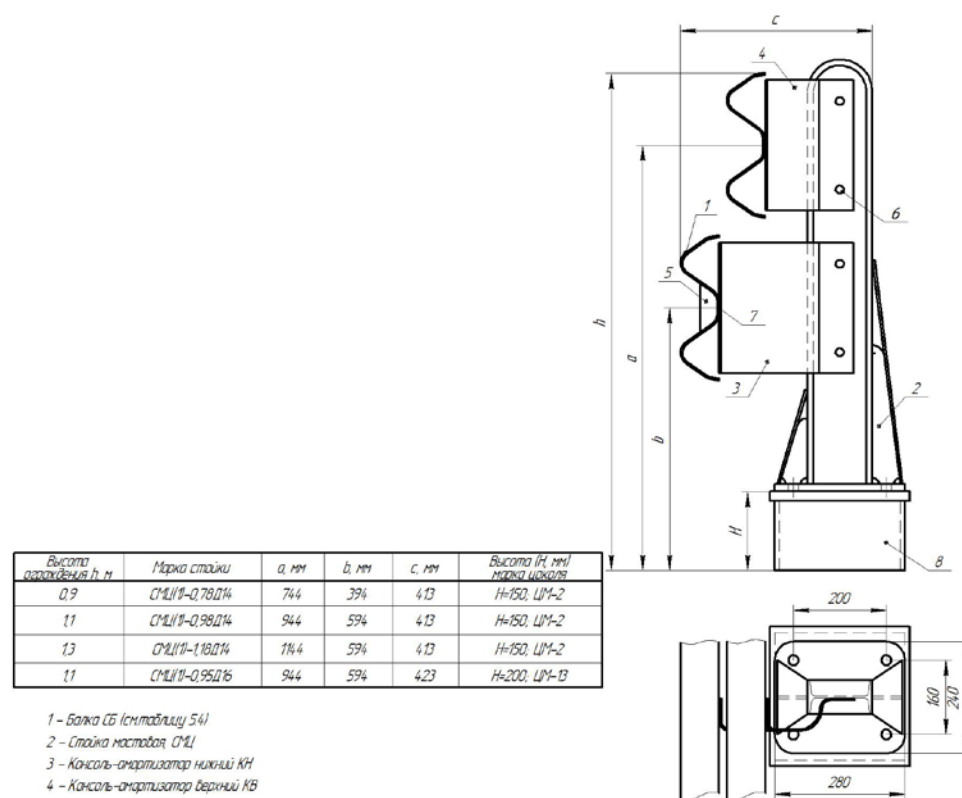 c
4
6
1
5
7
3
2
8
h
a
b
H
Высота ограждения h, м | Марка стойки | a, мм | b, мм | c, мм | Высота (H, мм) марка цоколя
0,9 | СМЦ(1)-0,78Д14 | 744 | 394 | 413 | H=150; ЦМ-2
1,1 | СМЦ(1)-0,98Д14 | 944 | 594 | 413 | H=150; ЦМ-2
1,3 | СМЦ(1)-1,18Д14 | 1144 | 594 | 413 | H=150; ЦМ-2
1,1 | СМЦ(1)-0,95Д16 | 944 | 594 | 423 | H=200; ЦМ-13
200
160
240
280
1 - Балка СБ (см.таблицу 5.4)
2 - Стойка мостовая, СМЦ
3 - Консоль-амортизатор нижний КН
4 - Консоль-амортизатор верхний КВ